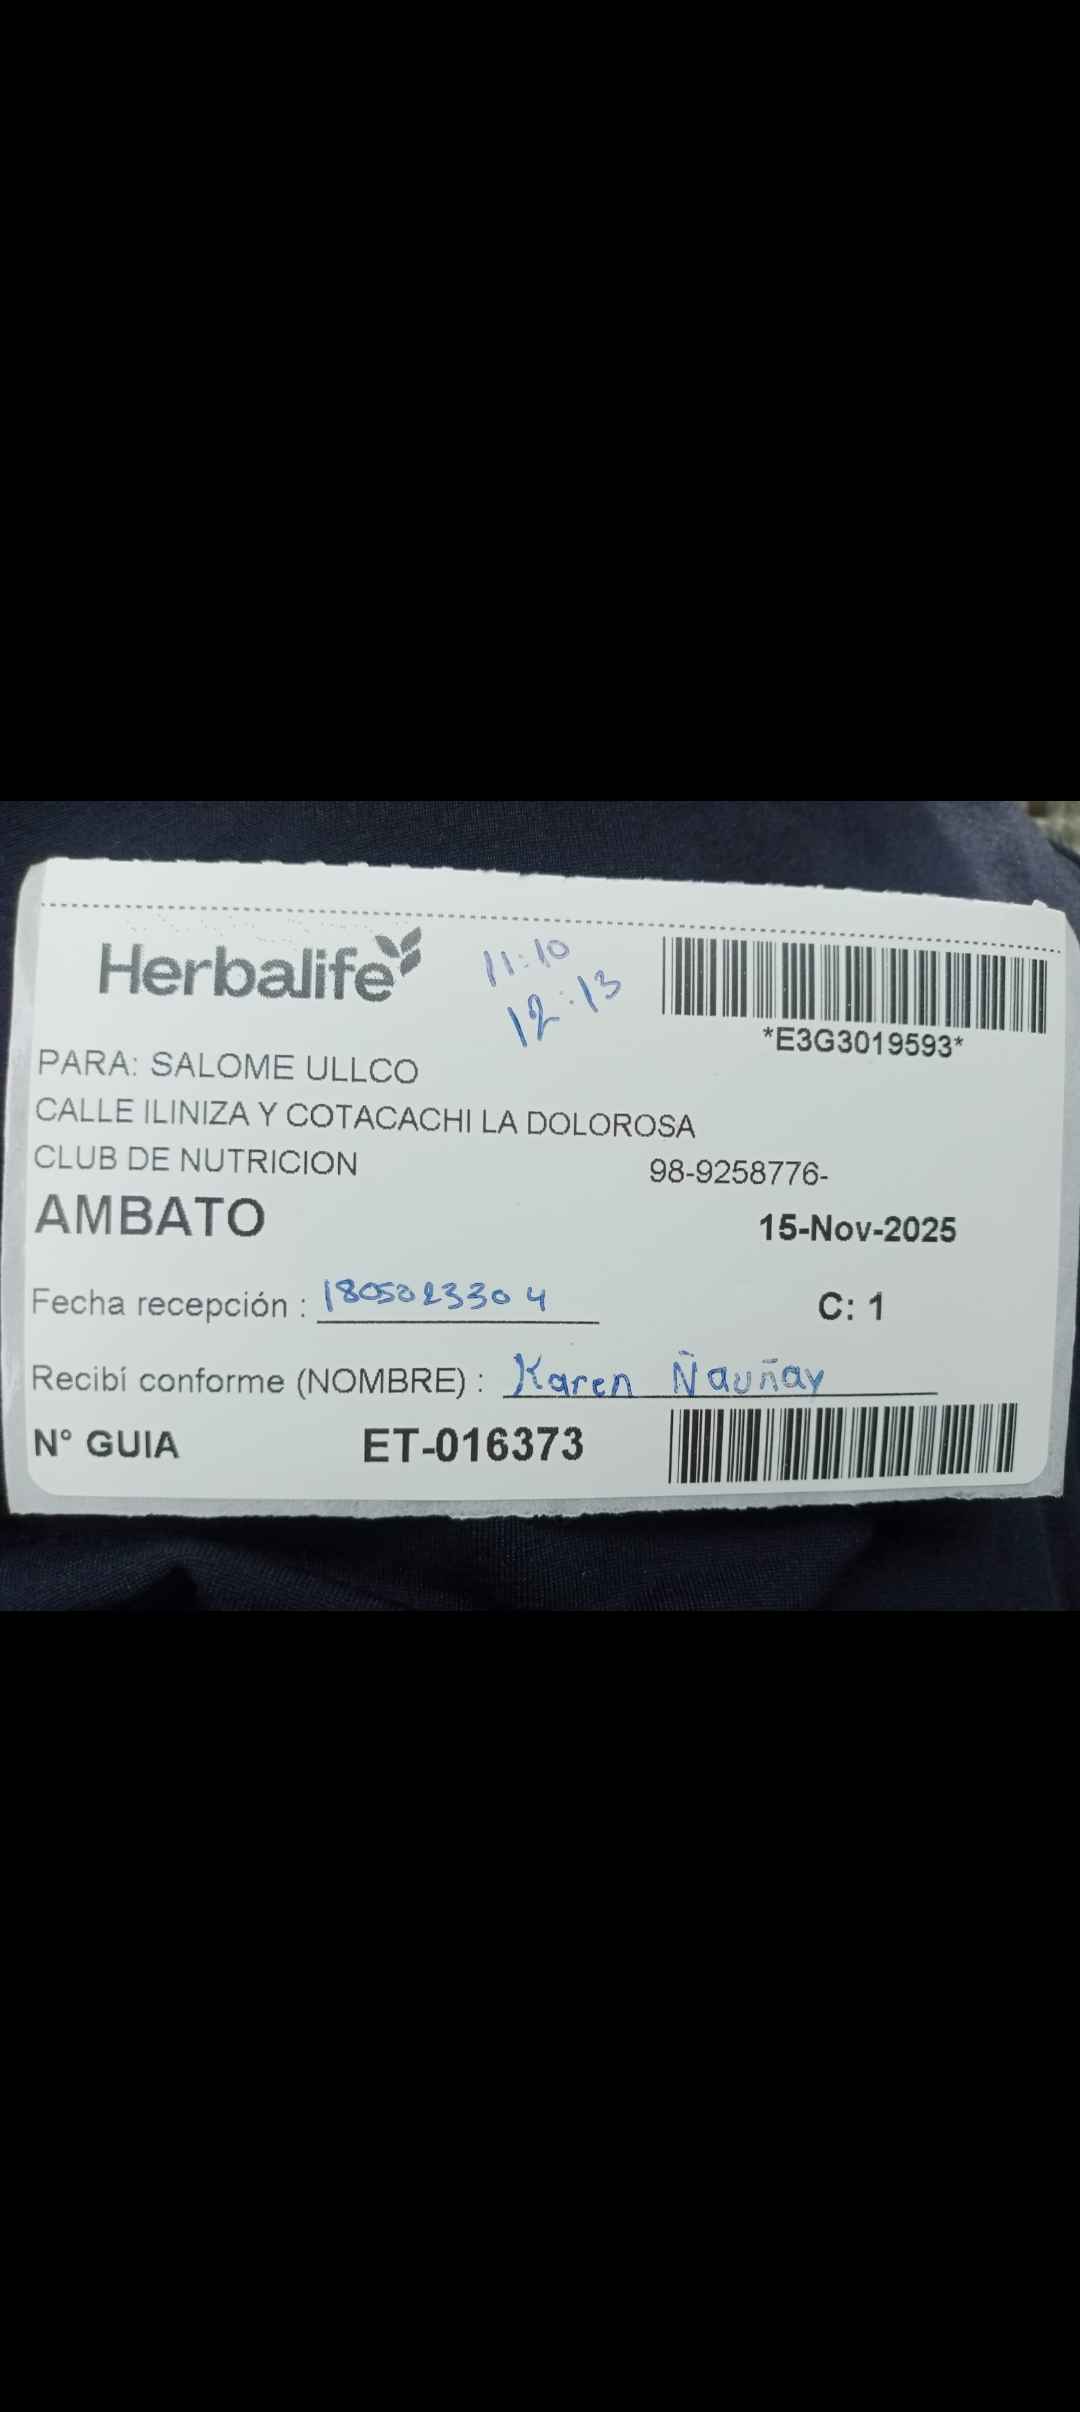 Herbalife
11:10
12:13
*E3G3019593*
PARA: SALOME ULLCO
CALLE ILINIZA Y COTACACHI LA DOLOROSA
CLUB DE NUTRICION 98-9258776-
AMBATO 15-Nov-2025
Fecha recepción : 1805023304 C: 1
Recibí conforme (NOMBRE) : Karen Ñauñay
N° GUIA ET-016373